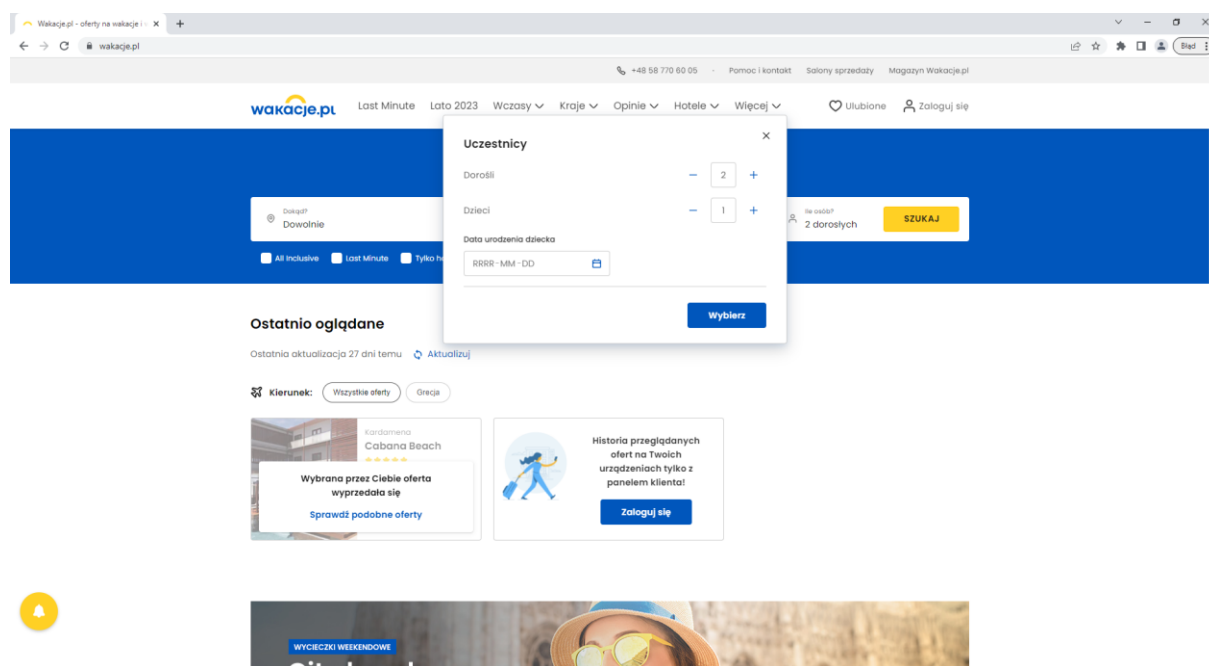 Wakacje.pl - oferty na wakacje i
wakacje.pl
Błąd
+48 58 770 60 05 - Pomoc i kontakt Salony sprzedaży Magazyn Wakacje.pl
wakacje.pl Last Minute Lato 2023 Wczasy Kraje Opinie Hotele Więcej Ulubione Zaloguj się
Uczestnicy
Dorośli 2
Dzieci 1
Data urodzenia dziecka
RRRR-MM-DD
Wybierz
Dokąd?
Dowolnie
Ile osób?
2 dorosłych
SZUKAJ
All Inclusive Last Minute Tylko
Ostatnio oglądane
Ostatnia aktualizacja 27 dni temu Aktualizuj
Kierunek: Wszystkie oferty Grecja
Kardamena
Cabana Beach
Wybrana przez Ciebie oferta
wyprzedała się
Sprawdź podobne oferty
Historia przeglądanych
ofert na Twoich
urządzeniach tylko z
panelem klienta!
Zaloguj się
WYCIECZKI WEEKENDOWE